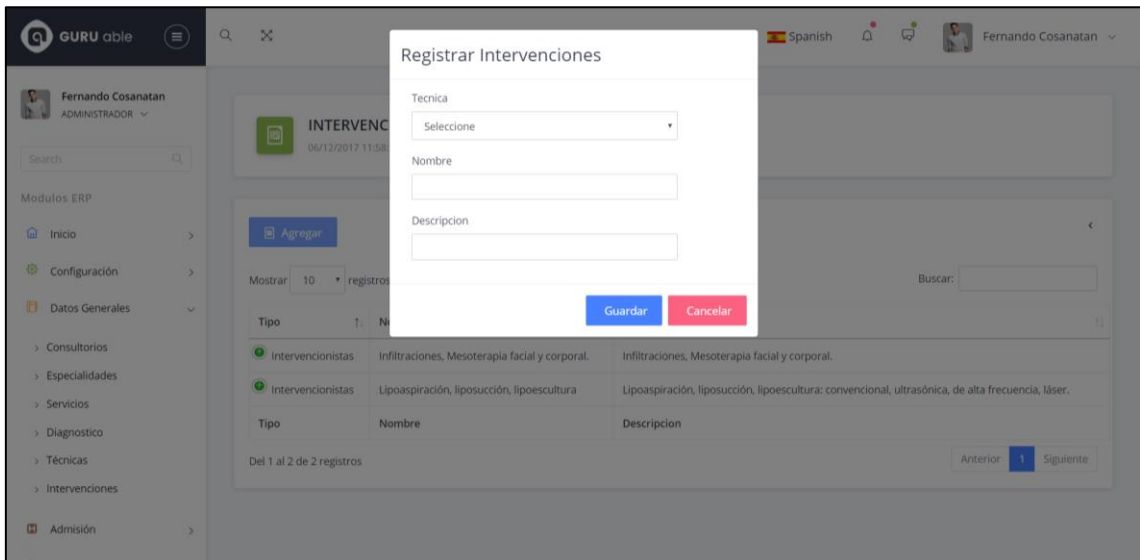 GURU able
Spanish
Fernando Cosanatan
Fernando Cosanatan
ADMINISTRADOR
Search
Modulos ERP
Inicio
Configuración
Datos Generales
Consultorios
Especialidades
Servicios
Diagnostico
Técnicas
Intervenciones
Admisión
INTERVENC
06/12/2017 11:58:
Registrar Intervenciones
Tecnica
Seleccione
Nombre
Descripcion
Guardar Cancelar
Agregar
Mostrar 10 registros
Buscar:
Tipo
Intervencionistas Infiltraciones, Mesoterapia facial y corporal. Infiltraciones, Mesoterapia facial y corporal.
Intervencionistas Lipoaspiración, liposucción, lipoescultura Lipoaspiración, liposucción, lipoescultura: convencional, ultrasónica, de alta frecuencia, láser.
Tipo Nombre Descripcion
Del 1 al 2 de 2 registros
Anterior 1 Siguiente